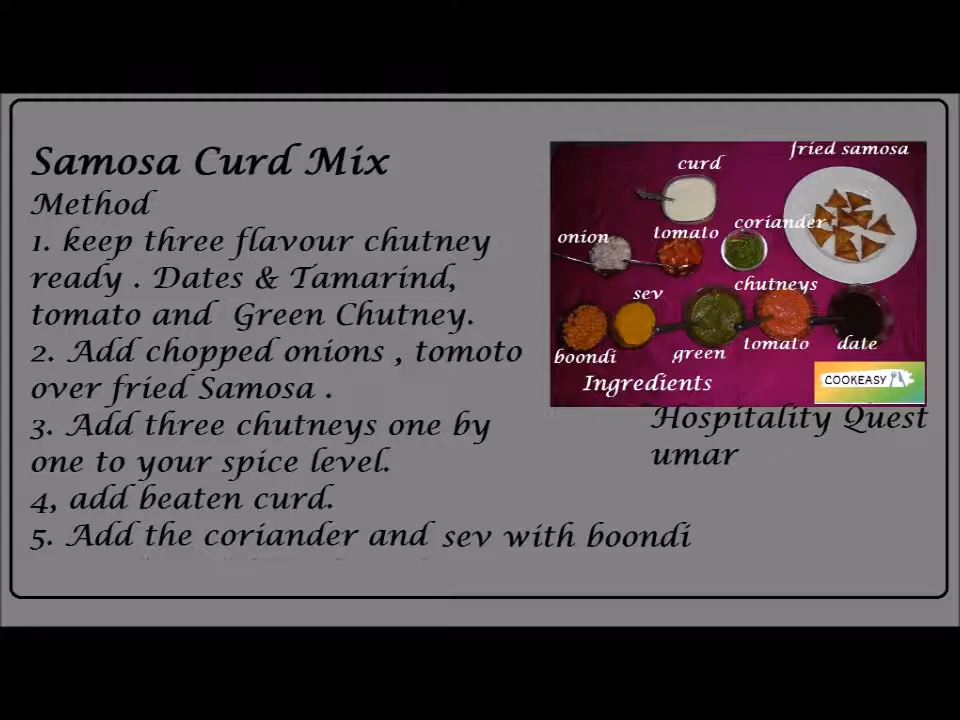 Samosa Curd Mix
Method
1. keep three flavour chutney
ready . Dates & Tamarind,
tomato and Green Chutney.
2. Add chopped onions , tomoto
over fried Samosa .
3. Add three chutneys one by
one to your spice level.
4, add beaten curd.
5. Add the coriander and sev with boondi
fried samosa
curd
coriander
tomato
onion
chutneys
sev
boondi
green
tomato
date
Ingredients
COOKEASY
Hospitality Quest
umar